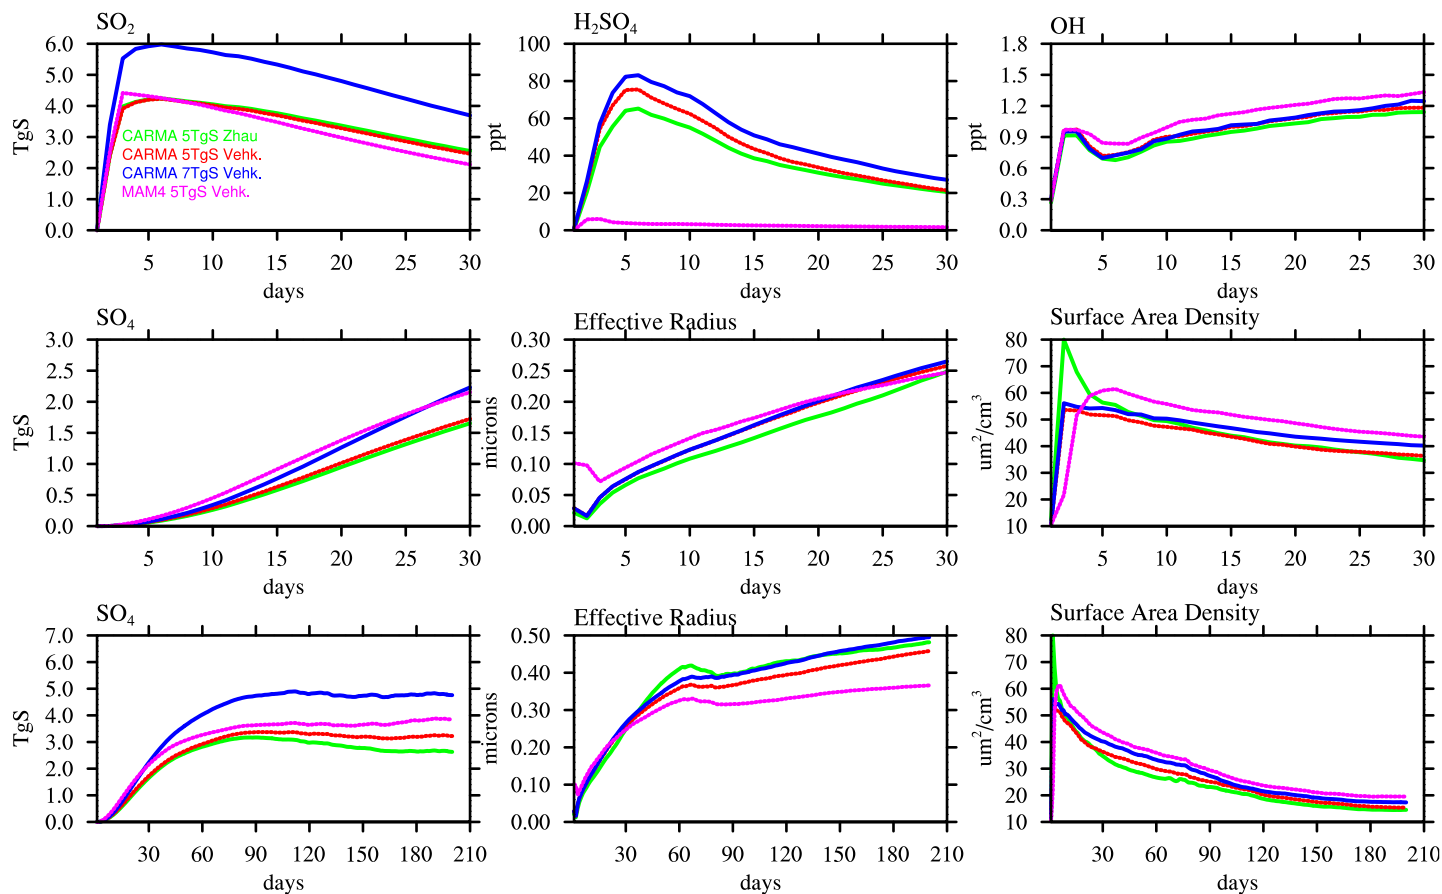 SO2
6.0
5.0
4.0
3.0
2.0
1.0
0.0
TgS
CARMA 5TgS Zhau
CARMA 5TgS Vehk.
CARMA 7TgS Vehk.
MAM4 5TgS Vehk.
5 10 15 20 25 30
days
H2SO4
100
80
60
40
20
0
ppt
5 10 15 20 25 30
days
OH
1.8
1.5
1.2
0.9
0.6
0.3
0.0
ppt
5 10 15 20 25 30
days
SO4
3.0
2.5
2.0
1.5
1.0
0.5
0.0
TgS
5 10 15 20 25 30
days
Effective Radius
0.30
0.25
0.20
0.15
0.10
0.05
0.00
microns
5 10 15 20 25 30
days
Surface Area Density
80
70
60
50
40
30
20
10
um2/cm3
5 10 15 20 25 30
days
SO4
7.0
6.0
5.0
4.0
3.0
2.0
1.0
0.0
TgS
30 60 90 120 150 180 210
days
Effective Radius
0.50
0.40
0.30
0.20
0.10
0.00
microns
30 60 90 120 150 180 210
days
Surface Area Density
80
70
60
50
40
30
20
10
um2/cm3
30 60 90 120 150 180 210
days